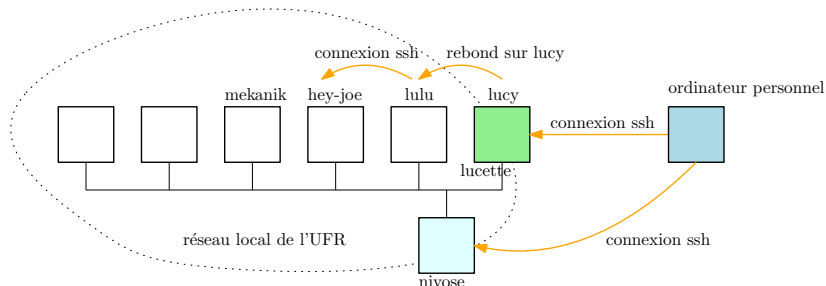 connexion ssh
rebond sur lucy
mekanik
hey-joe
lulu
lucy
ordinateur personnel
connexion ssh
lucette
réseau local de l'UFR
connexion ssh
nivose